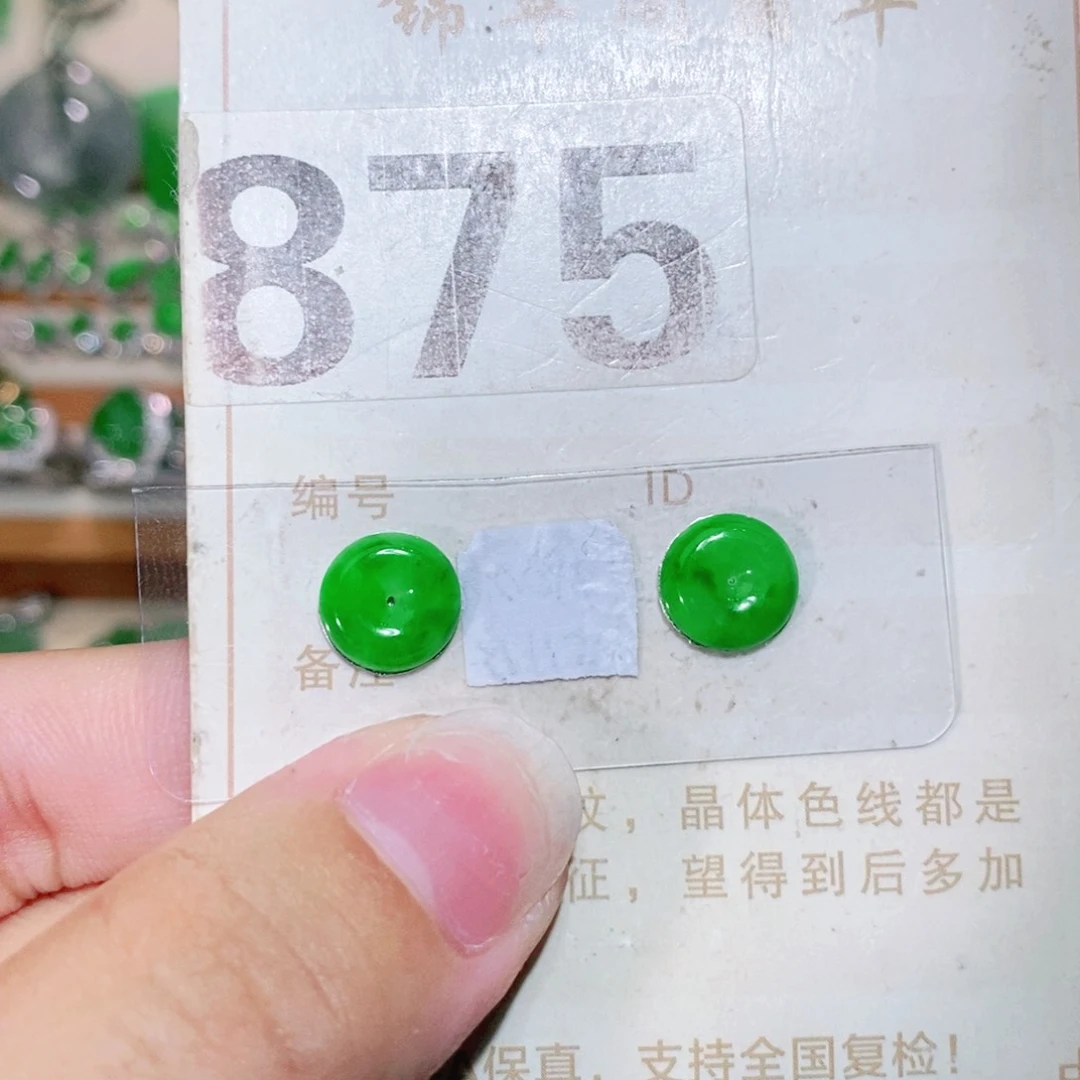 875
编号 ID
备注
纹，晶体色线都是
征，望得到后多加
保真，支持全国复检！